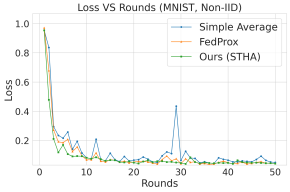 Loss VS Rounds (MNIST, Non-IID)
Simple Average
FedProx
Ours (STHA)
Loss
1.0
0.8
0.6
0.4
0.2
0 10 20 30 40 50
Rounds